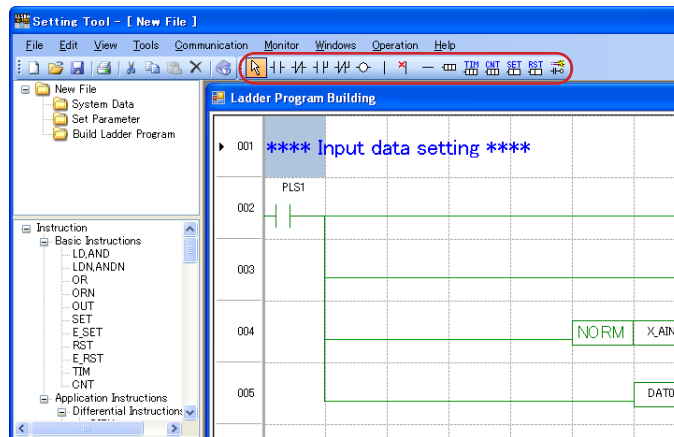 Setting Tool - [ New File ]
File Edit View Tools Communication Monitor Windows Operation Help
TIM CNT SET RST
New File
System Data
Set Parameter
Build Ladder Program
Ladder Program Building
001 **** Input data setting ****
PLS1
002
003
004 NORM X_AIN
005 DAT0
Instruction
Basic Instructions
LD,AND
LDN,ANDN
OR
ORN
OUT
SET
E_SET
RST
E_RST
TIM
CNT
Application Instructions
Differential Instructions